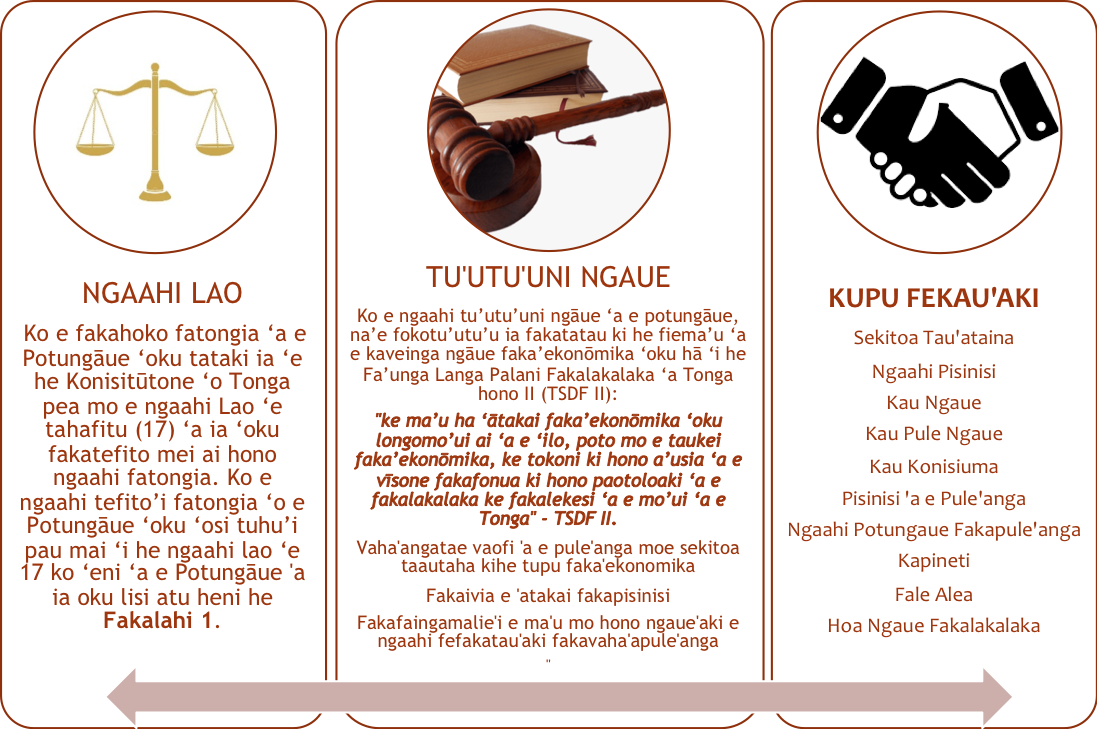 NGAAHI LAO
Ko e fakahoko fatongia ‘a e
Potungāue ‘oku tataki ia ‘e
he Konisitūtone ‘o Tonga
pea mo e ngaahi Lao ‘e
tahafitu (17) ‘a ia ‘oku
fakatefito mei ai hono
ngaahi fatongia. Ko e
ngaahi tefito’i fatongia ‘o e
Potungāue ‘oku ‘osi tuhu’i
pau mai ‘i he ngaahi lao ‘e
17 ko ‘eni ‘a e Potungāue 'a
ia oku lisi atu heni he
Fakalahi 1.
TU'UTU'UNI NGAUE
Ko e ngaahi tu’utu’uni ngāue ‘a e potungāue,
na’e fokotu’utu’u ia fakatatau ki he fiema’u ‘a
e kaveinga ngāue faka’ekonōmika ‘oku hā ‘i he
Fa’unga Langa Palani Fakalakalaka ‘a Tonga
hono II (TSDF II):
"ke ma’u ha ‘ātakai faka’ekonōmika ‘oku
longomo’ui ai ‘a e ‘ilo, poto mo e taukei
faka’ekonōmika, ke tokoni ki hono a’usia ‘a e
vīsone fakafonua ki hono paotoloaki ‘a e
fakalakalaka ke fakalekesi ‘a e mo’ui ‘a e
Tonga" - TSDF II.
Vaha'angatae vaofi 'a e pule'anga moe sekitoa
taautaha kihe tupu faka'ekonomika
Fakaivia e 'atakai fakapisinisi
Fakafaingamalie'i e ma'u mo hono ngaue'aki e
ngaahi fefakatau'aki fakavaha'apule'anga
"
KUPU FEKAU'AKI
Sekitoa Tau'ataina
Ngaahi Pisinisi
Kau Ngaue
Kau Pule Ngaue
Kau Konisiuma
Pisinisi 'a e Pule'anga
Ngaahi Potungaue Fakapule'anga
Kapineti
Fale Alea
Hoa Ngaue Fakalakalaka